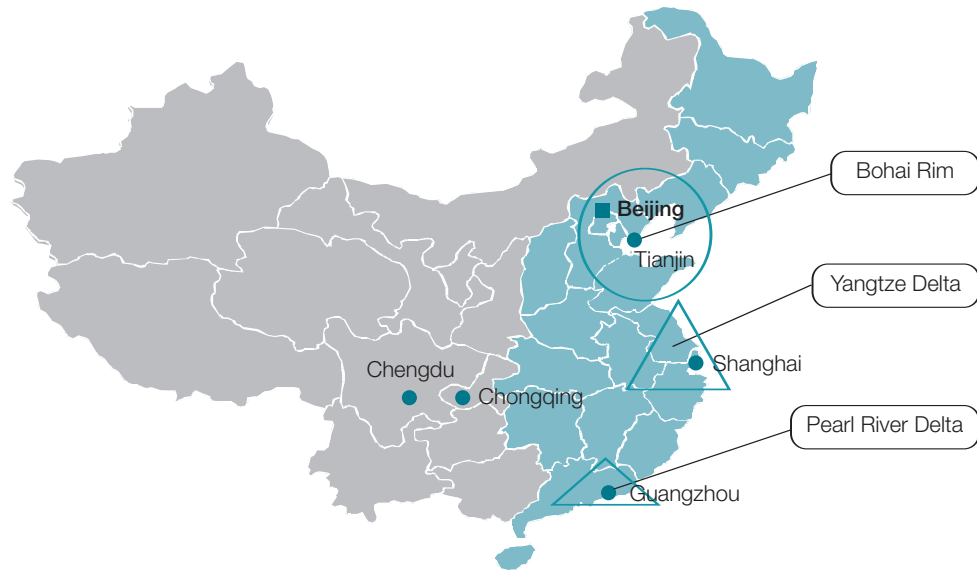 Bohai Rim
Beijing
Tianjin
Yangtze Delta
Shanghai
Chengdu
Chongqing
Pearl River Delta
Guangzhou